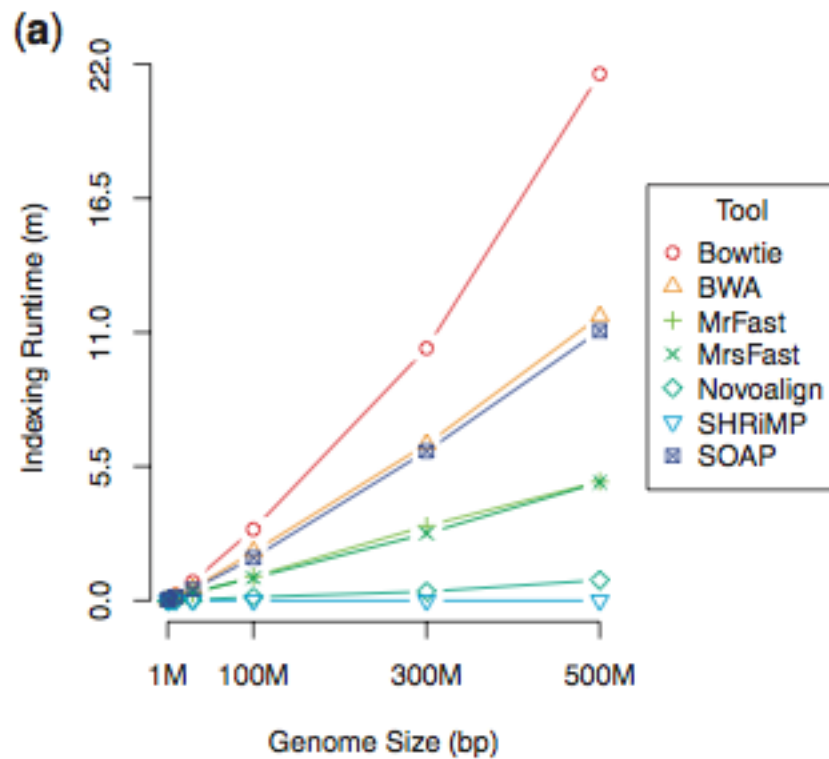 (a)
22.0
16.5
11.0
5.5
0.0
Indexing Runtime (m)
1M
100M
300M
500M
Genome Size (bp)
Tool
Bowtie
BWA
MrFast
MrsFast
Novoalign
SHRiMP
SOAP